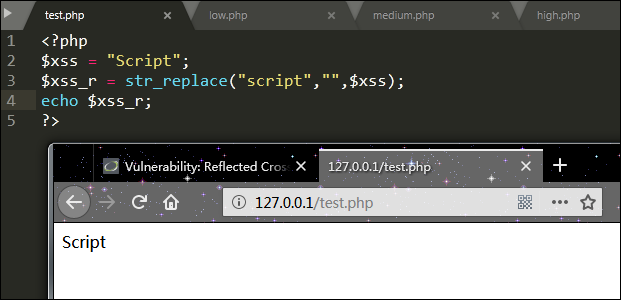 test.php × low.php × medium.php × high.php
1 <?php
2 $xss = "Script";
3 $xss_r = str_replace("script","",$xss);
4 echo $xss_r;
5 ?>
Vulnerability: Reflected Cros × 127.0.0.1/test.php × +
127.0.0.1/test.php
Script